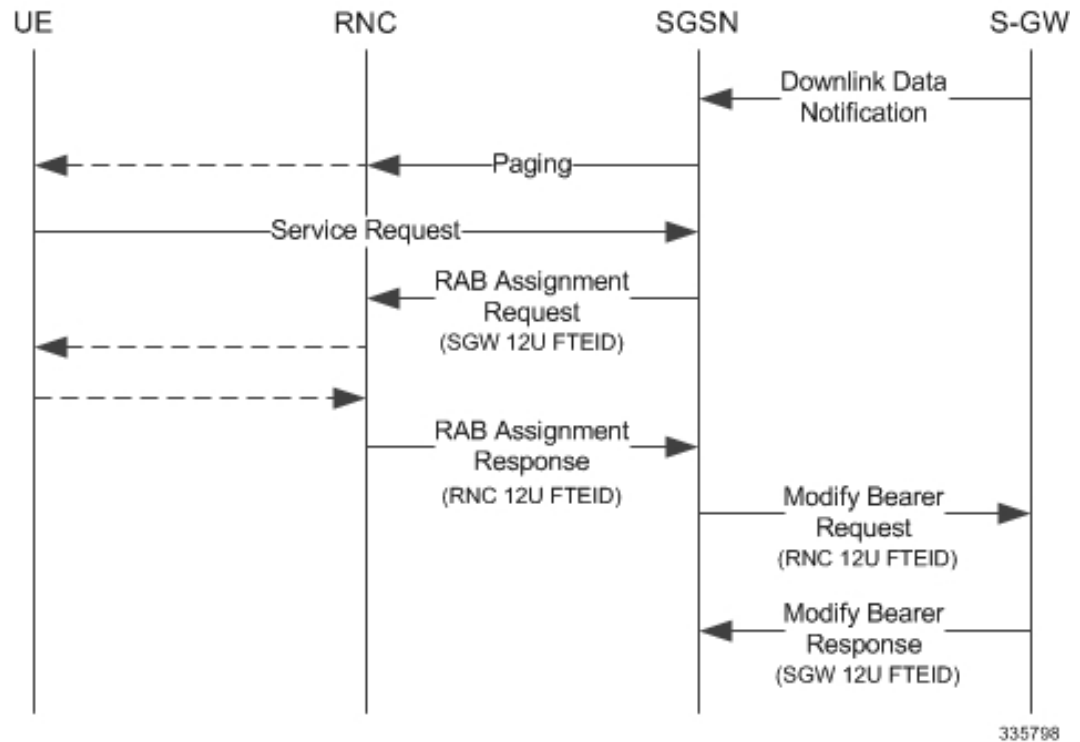 UE RNC SGSN S-GW
Downlink Data
Notification
Paging
Service Request
RAB Assignment
Request
(SGW 12U FTEID)
RAB Assignment
Response
(RNC 12U FTEID)
Modify Bearer
Request
(RNC 12U FTEID)
Modify Bearer
Response
(SGW 12U FTEID)
335798